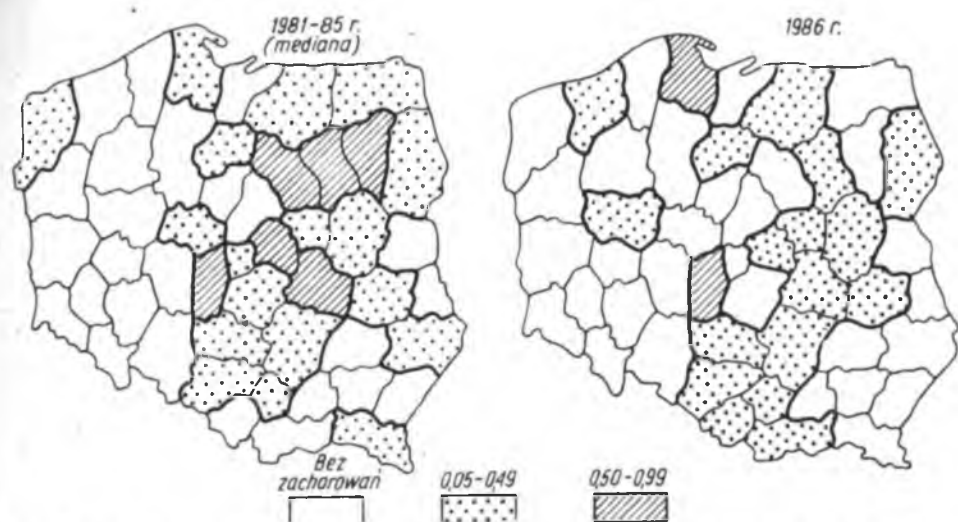 1981-85 r.
(mediana)
1986 r.
Bez
zachorowań
0,05-0,49
0,50-0,99